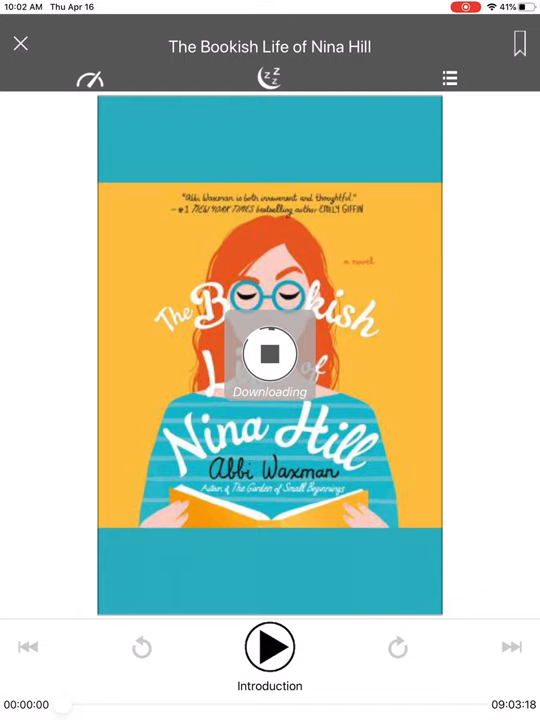 10:02 AM Thu Apr 16 41%
The Bookish Life of Nina Hill
z z z
"Abbi Waxman is both irreverent and thoughtful."
—#1 NEW YORK TIMES bestselling author EMILY GIFFIN
a novel
The Bookish
L of
Downloading
Nina Hill
Abbi Waxman
Author of The Garden of Small Beginnings
Introduction
00:00:00 09:03:18